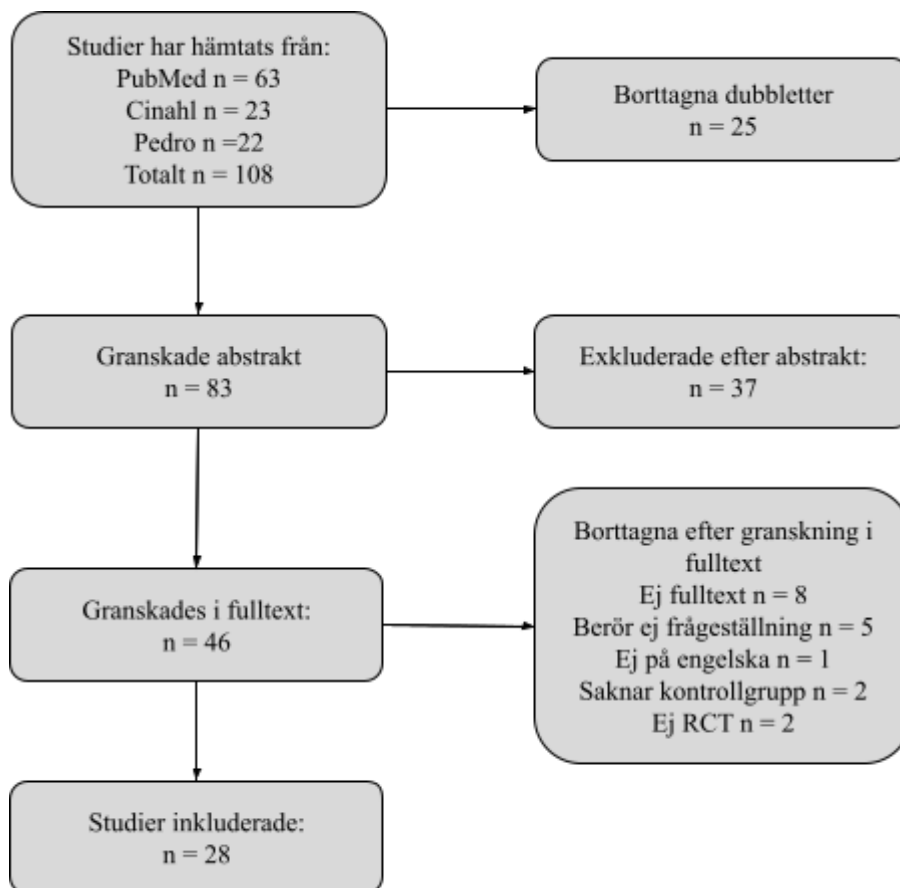 Studier har hämtats från:
PubMed n = 63
Cinahl n = 23
Pedro n =22
Totalt n = 108
Borttagna dubbletter
n = 25
Granskade abstrakt
n = 83
Exkluderade efter abstrakt:
n = 37
Granskades i fulltext:
n = 46
Borttagna efter granskning i
fulltext
Ej fulltext n = 8
Berör ej frågeställning n = 5
Ej på engelska n = 1
Saknar kontrollgrupp n = 2
Ej RCT n = 2
Studier inkluderade:
n = 28